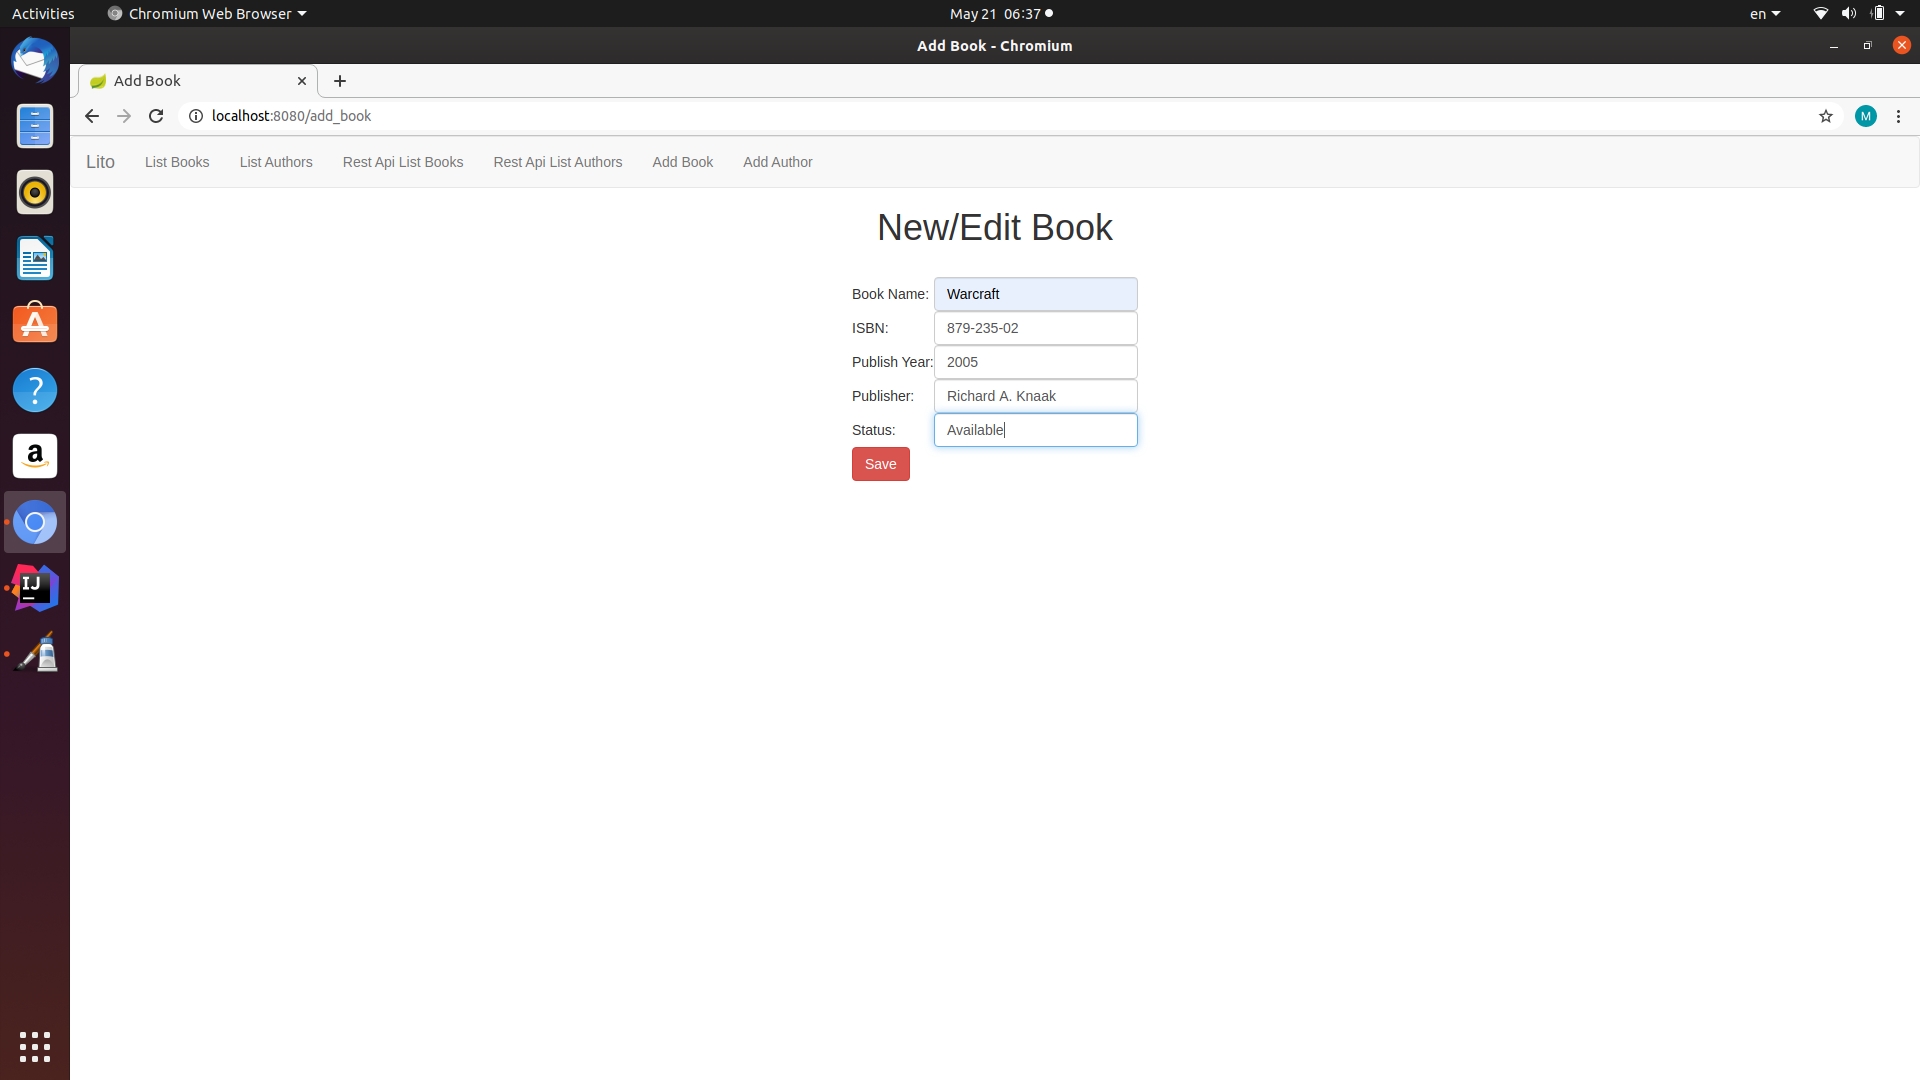 Activities Chromium Web Browser May 21 06:37 en
Add Book - Chromium
Add Book
localhost:8080/add_book M
Lito List Books List Authors Rest Api List Books Rest Api List Authors Add Book Add Author
New/Edit Book
Book Name: Warcraft
ISBN: 879-235-02
Publish Year: 2005
Publisher: Richard A. Knaak
Status: Available
Save
?
a
IJ